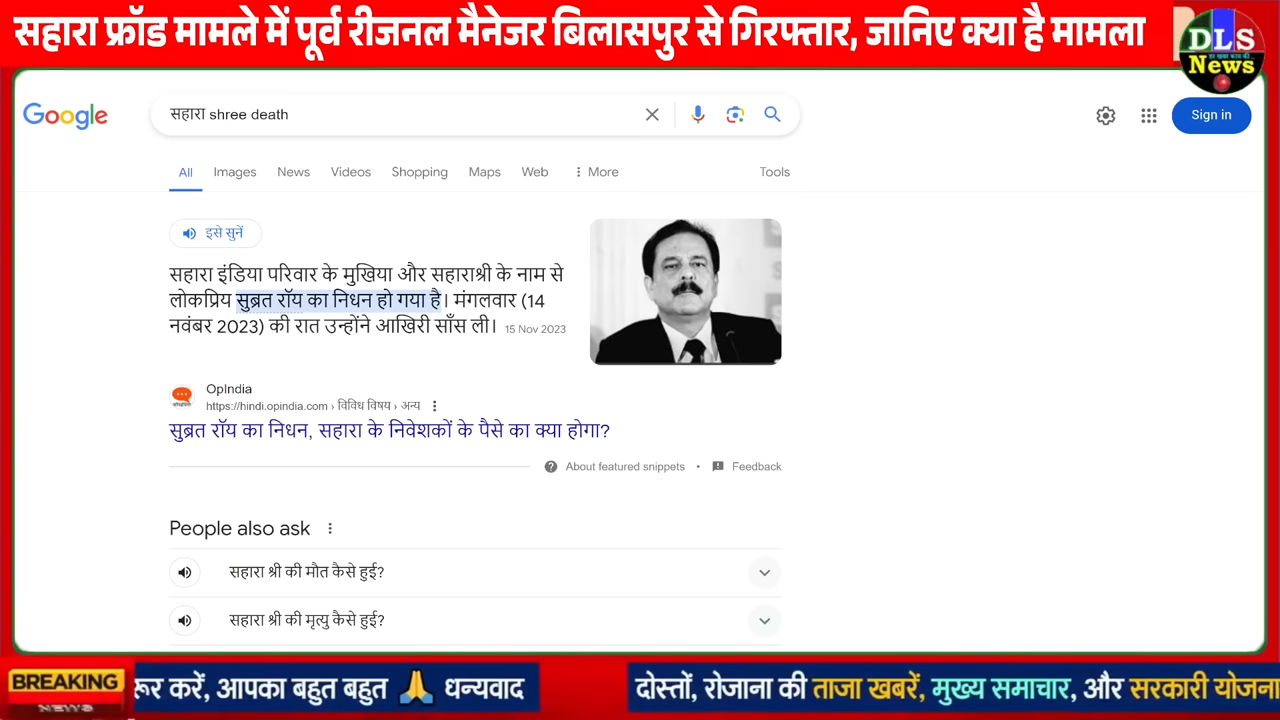 सहारा फ्रॉड मामले में पूर्व रीजनल मैनेजर बिलासपुर से गिरफ्तार, जानिए क्या है मामला
DLS
News
Google
सहारा shree death
Sign in
All Images News Videos Shopping Maps Web More Tools
इसे सुनें
सहारा इंडिया परिवार के मुखिया और सहाराश्री के नाम से
लोकप्रिय सुब्रत रॉय का निधन हो गया है। मंगलवार (14
नवंबर 2023) की रात उन्होंने आखिरी साँस ली। 15 Nov 2023
OpIndia
https://hindi.opindia.com › विविध विषय › अन्य
सुब्रत रॉय का निधन, सहारा के निवेशकों के पैसे का क्या होगा?
About featured snippets • Feedback
People also ask
सहारा श्री की मौत कैसे हुई?
सहारा श्री की मृत्यु कैसे हुई?
BREAKING
NEWS
रूर करें, आपका बहुत बहुत 🙏 धन्यवाद
दोस्तों, रोजाना की ताजा खबरें, मुख्य समाचार, और सरकारी योजना